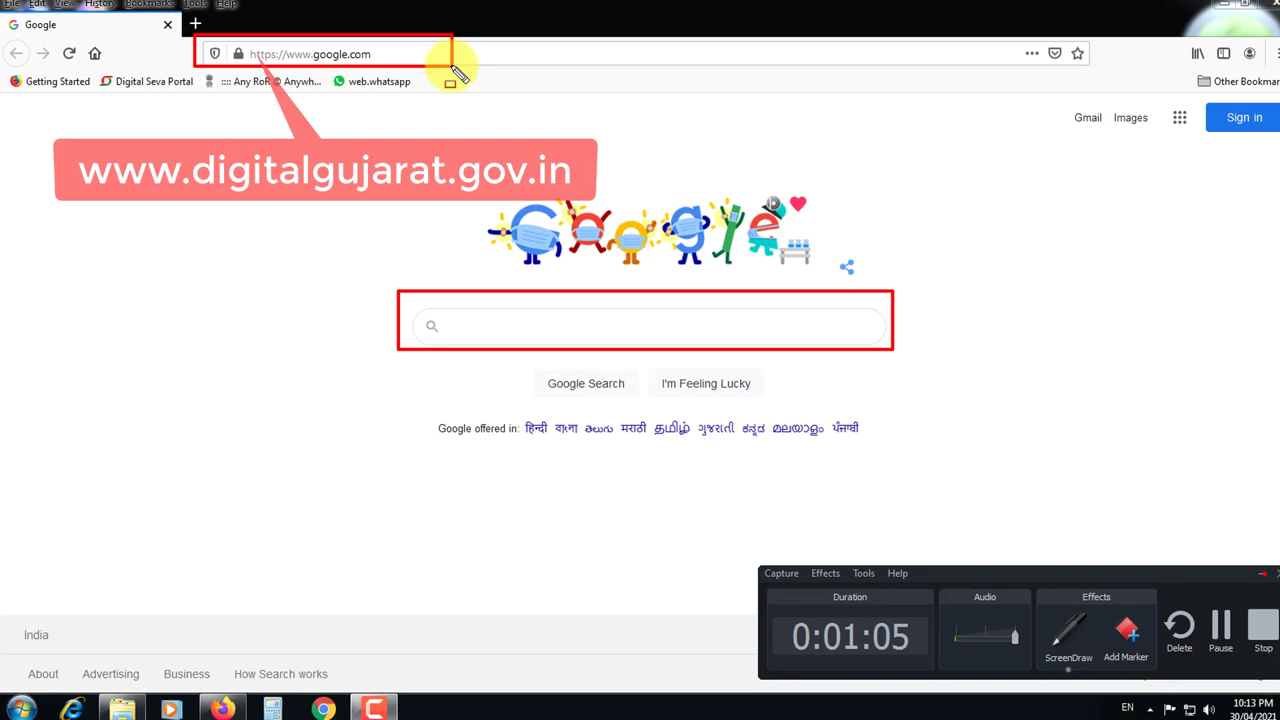 File Edit View History Bookmarks Tools Help
Google
https://www.google.com
Getting Started Digital Seva Portal :::: Any RoR @ Anywh... web.whatsapp Other Bookmar
Gmail Images Sign in
www.digitalgujarat.gov.in
Google
Google Search I'm Feeling Lucky
Google offered in: हिन्दी বাংলা తెలుగు मराठी தமிழ் ગુજરાતી ಕನ್ನಡ മലയാളം ਪੰਜਾਬੀ
Capture Effects Tools Help
Duration Audio Effects
0:01:05
ScreenDraw Add Marker Delete Pause Stop
India
About Advertising Business How Search works
EN 10:13 PM
30/04/2021